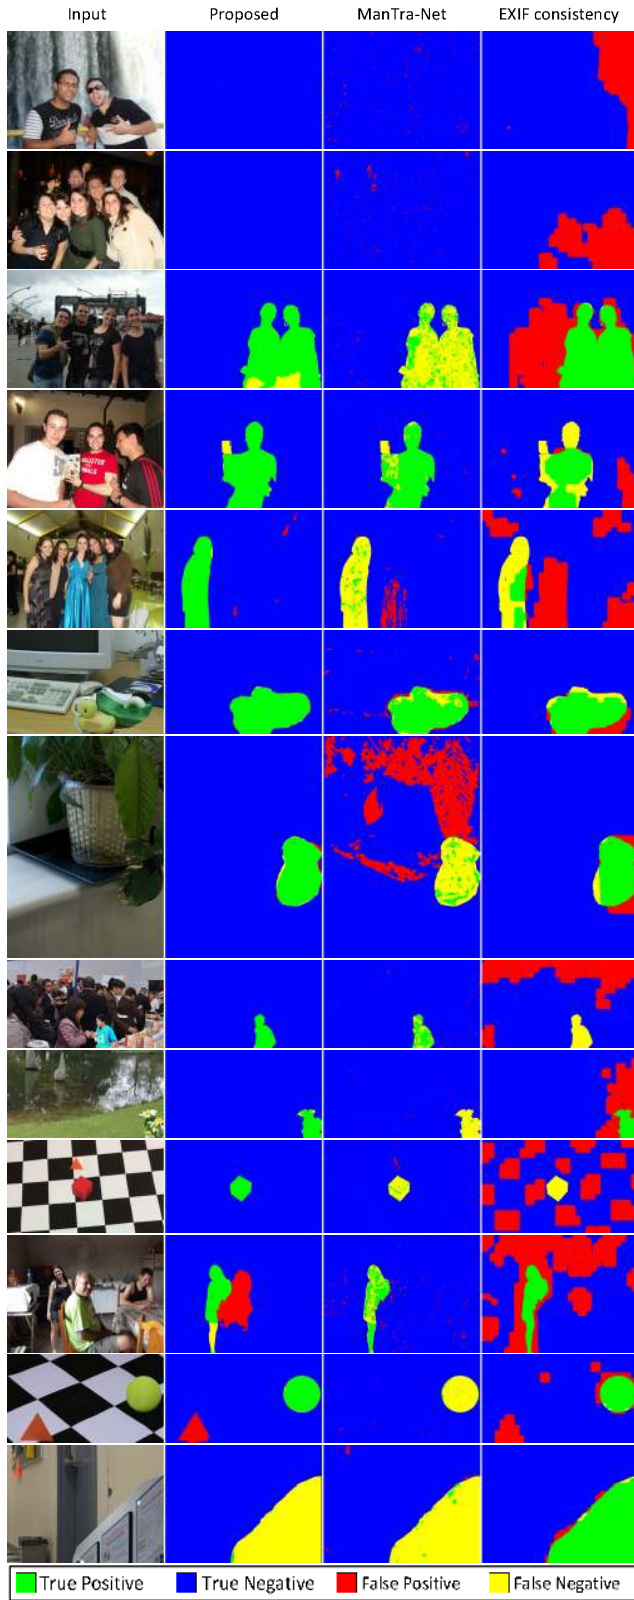 Input Proposed ManTra-Net EXIF consistency
True Positive True Negative False Positive False Negative